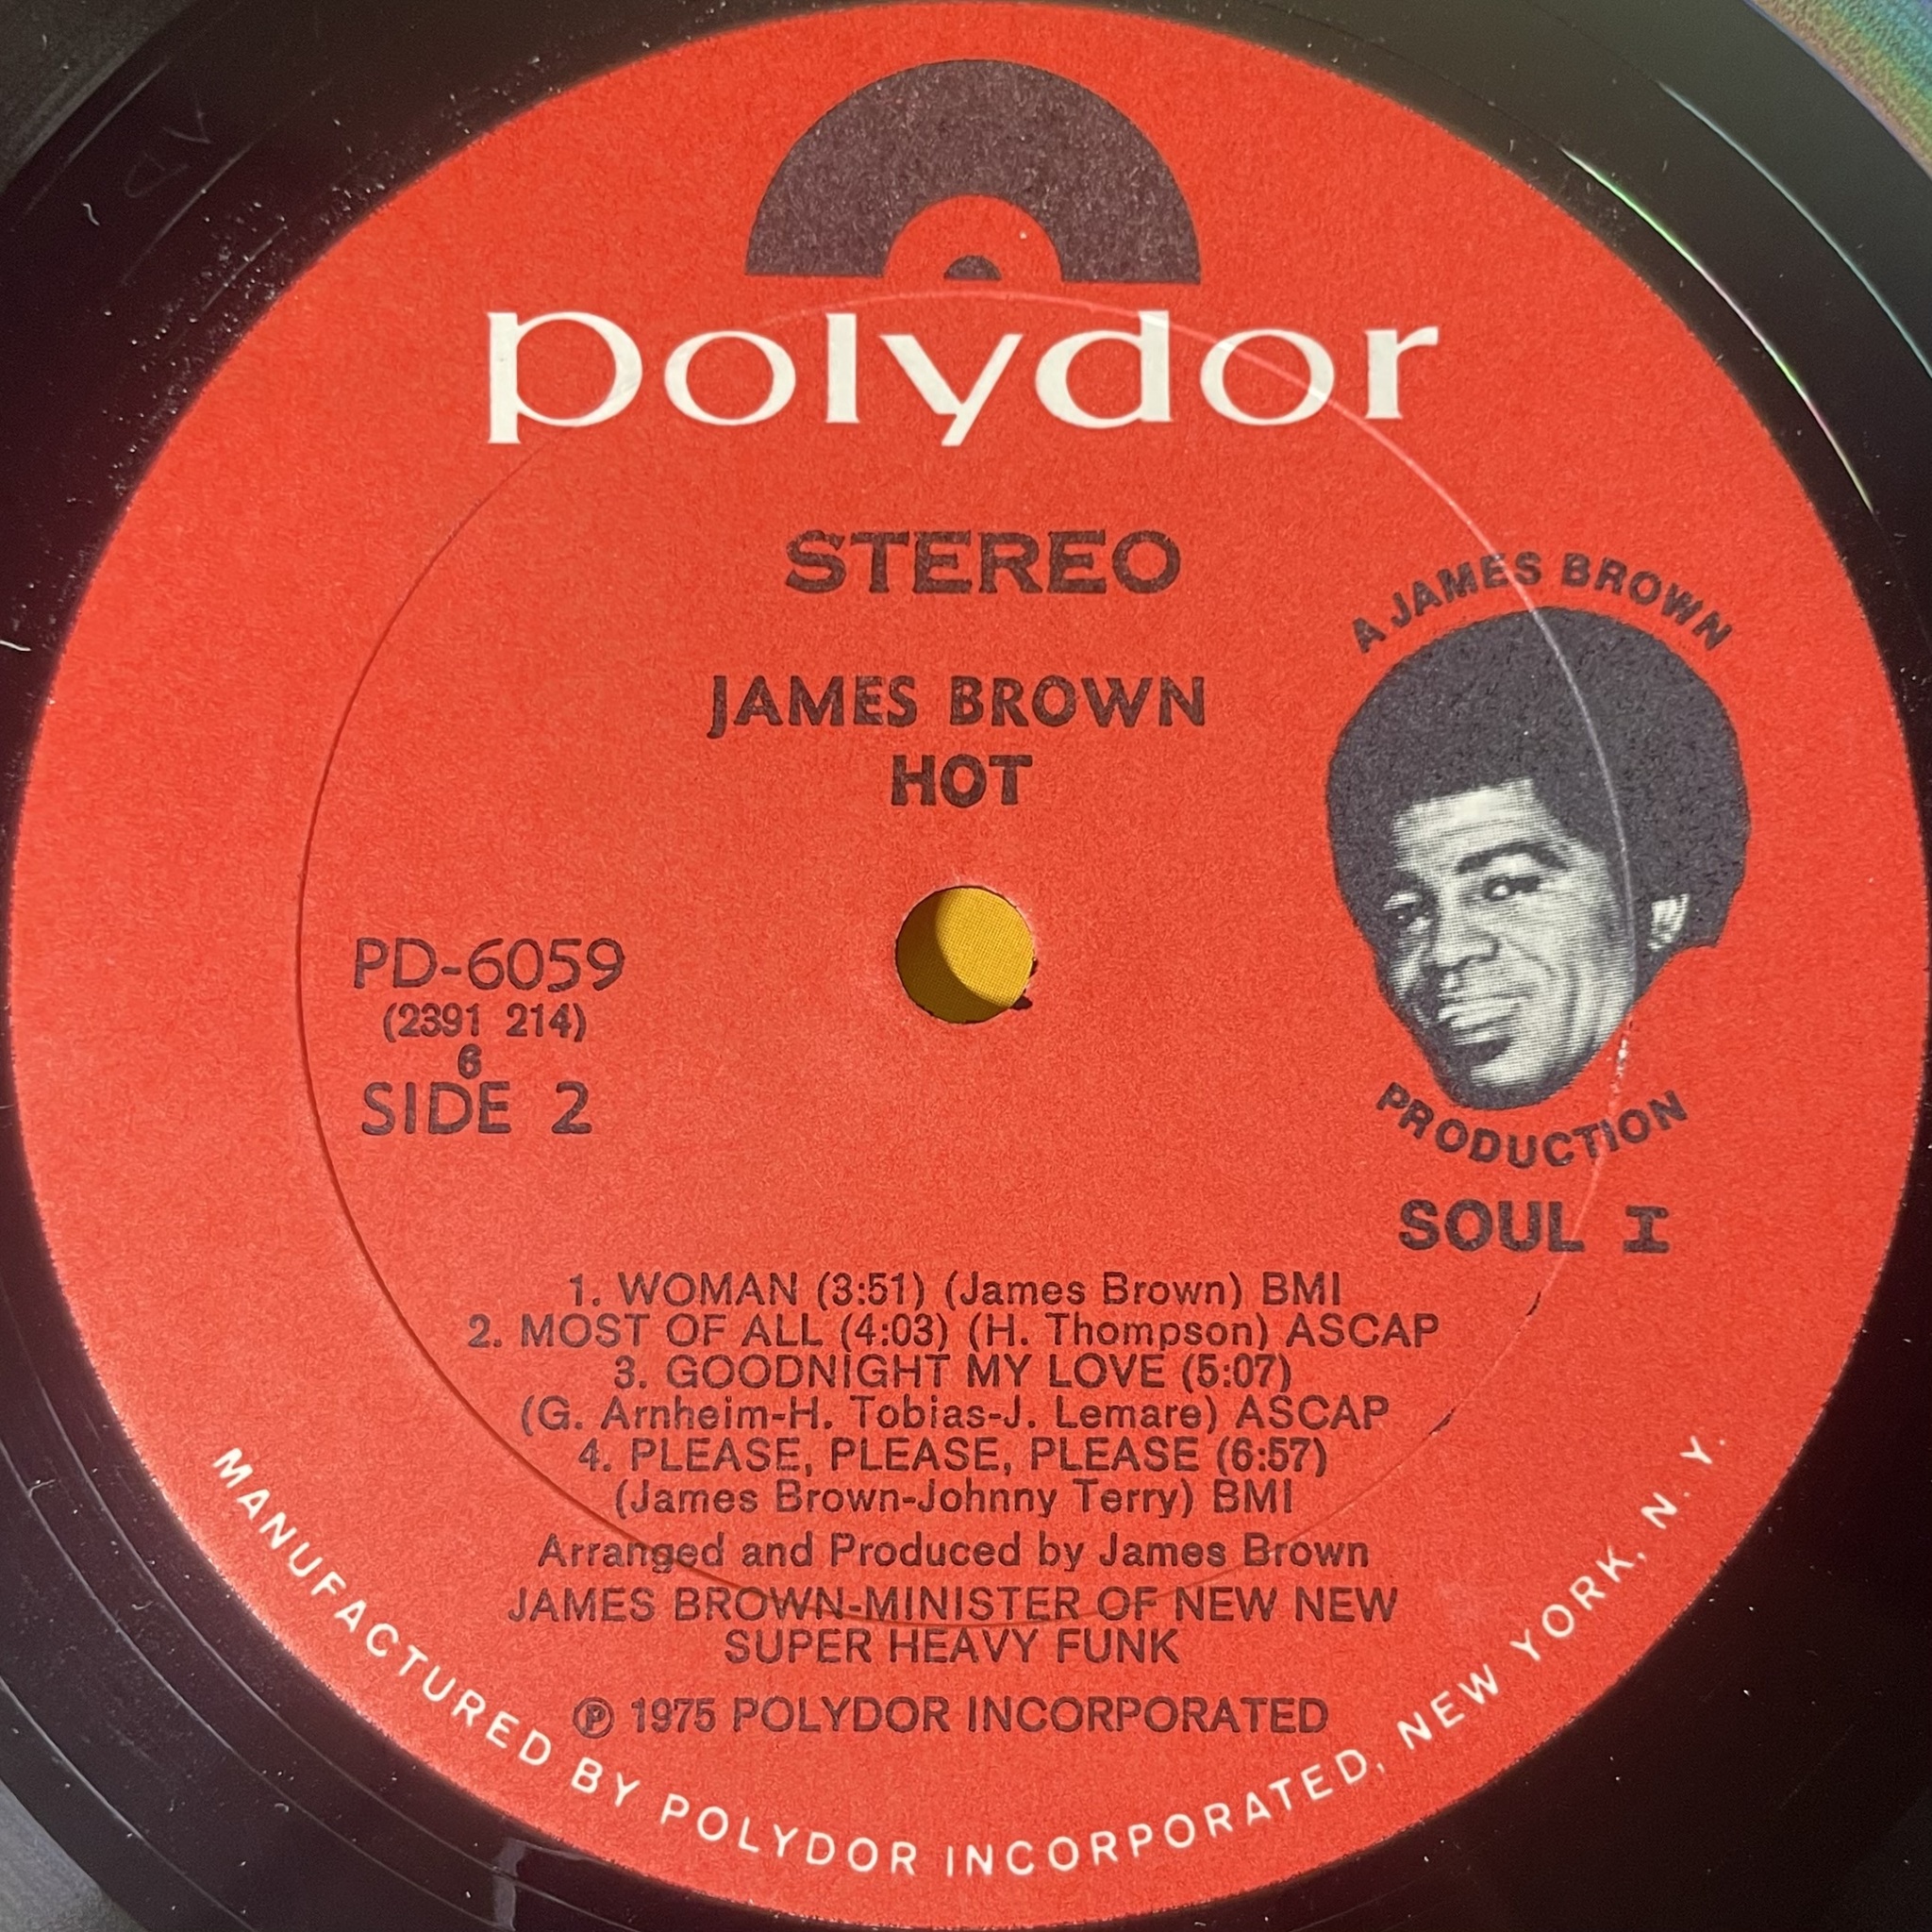 polydor
STEREO
JAMES BROWN
HOT
A JAMES BROWN
PRODUCTION
SOUL I
PD-6059
(2391 214)
6
SIDE 2
1. WOMAN (3:51) (James Brown) BMI
2. MOST OF ALL (4:03) (H. Thompson) ASCAP
3. GOODNIGHT MY LOVE (5:07)
(G. Arnheim-H. Tobias-J. Lemare) ASCAP
4. PLEASE, PLEASE, PLEASE (6:57)
(James Brown-Johnny Terry) BMI
Arranged and Produced by James Brown
JAMES BROWN-MINISTER OF NEW NEW
SUPER HEAVY FUNK
℗ 1975 POLYDOR INCORPORATED
MANUFACTURED BY POLYDOR INCORPORATED, NEW YORK, N.Y.